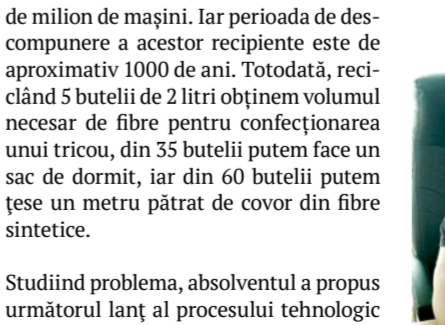 de milion de mașini. Iar perioada de des-
compunere a acestor recipiente este de
aproximativ 1000 de ani. Totodată, reci-
clând 5 butelii de 2 litri obținem volumul
necesar de fibre pentru confecționarea
unui tricou, din 35 butelii putem face un
sac de dormit, iar din 60 butelii putem
ţese un metru pătrat de covor din fibre
sintetice.
Studiind problema, absolventul a propus
următorul lanţ al procesului tehnologic